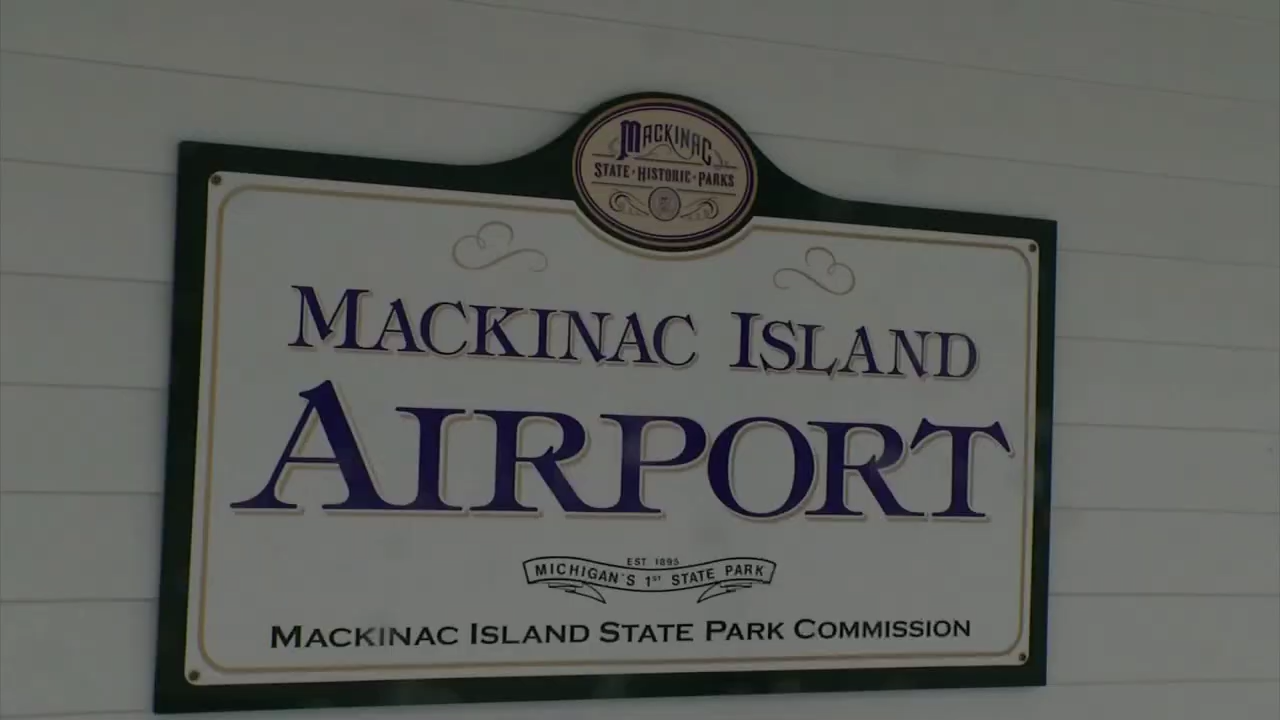 MACKINAC
STATE·HISTORIC·PARKS
MACKINAC ISLAND
AIRPORT
EST 1895
MICHIGAN'S 1ST STATE PARK
MACKINAC ISLAND STATE PARK COMMISSION